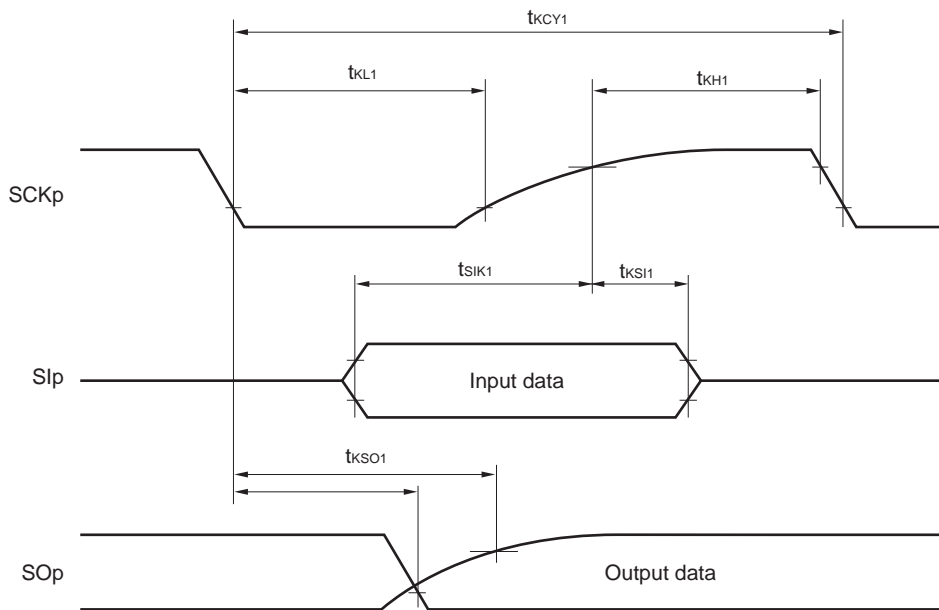 tKCY1
tKL1
tKH1
SCKp
tSIK1
tKSI1
SIp
Input data
tKSO1
SOp
Output data